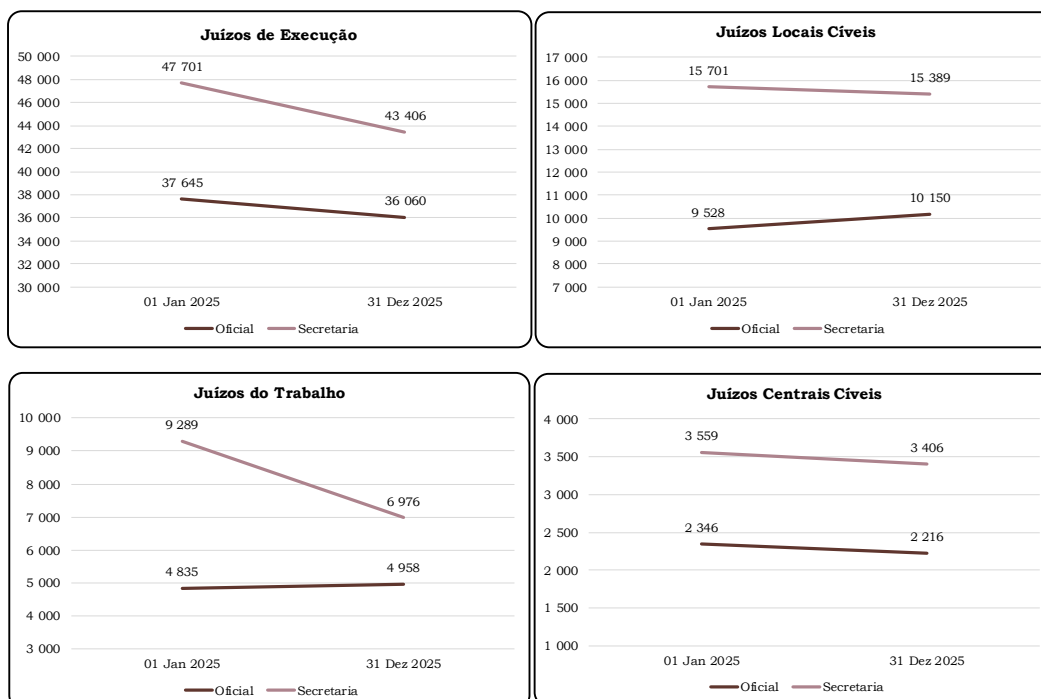 Juízos de Execução
50 000
48 000
46 000
44 000
42 000
40 000
38 000
36 000
34 000
32 000
30 000
47 701
43 406
37 645
36 060
01 Jan 2025
31 Dez 2025
Oficial
Secretaria
Juízos Locais Cíveis
17 000
16 000
15 000
14 000
13 000
12 000
11 000
10 000
9 000
8 000
7 000
15 701
15 389
9 528
10 150
01 Jan 2025
31 Dez 2025
Oficial
Secretaria
Juízos do Trabalho
10 000
9 000
8 000
7 000
6 000
5 000
4 000
3 000
9 289
6 976
4 835
4 958
01 Jan 2025
31 Dez 2025
Oficial
Secretaria
Juízos Centrais Cíveis
4 000
3 500
3 000
2 500
2 000
1 500
1 000
3 559
3 406
2 346
2 216
01 Jan 2025
31 Dez 2025
Oficial
Secretaria